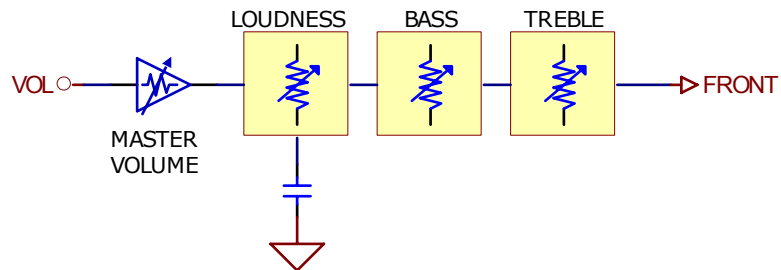 LOUDNESS
BASS
TREBLE
VOL
FRONT
MASTER
VOLUME